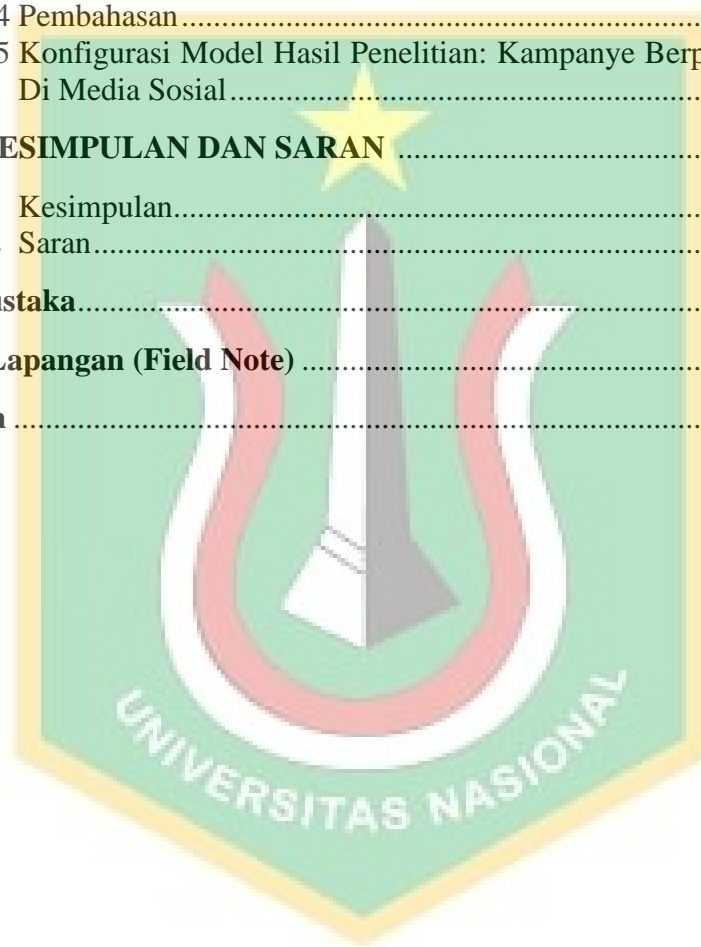 4 Pembahasan
5 Konfigurasi Model Hasil Penelitian: Kampanye
Di Media Sosial
ESIMPULAN DAN SARAN
Kesimpulan
Saran
ustaka
Lapangan (Field Note)
n
UNIVERSITAS NASIONAL